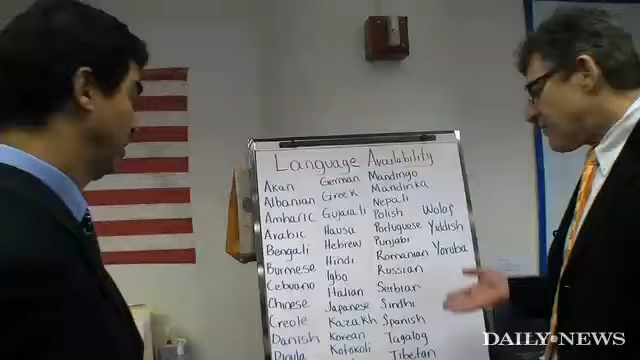 Language Availability
Akan
Albanian
Amharic
Arabic
Bengali
Burmese
Cebuano
Chinese
Creole
Danish
Dioula
German
Greek
Gujarati
Hausa
Hebrew
Hindi
Igbo
Italian
Japanese
Kazakh
Korean
Kotokoli
Mandingo
Mandinka
Nepali
Polish
Portuguese
Punjabi
Romanian
Russian
Serbian
Sindhi
Spanish
Tagalog
Tibetan
Wolof
Yiddish
Yoruba
DAILY NEWS